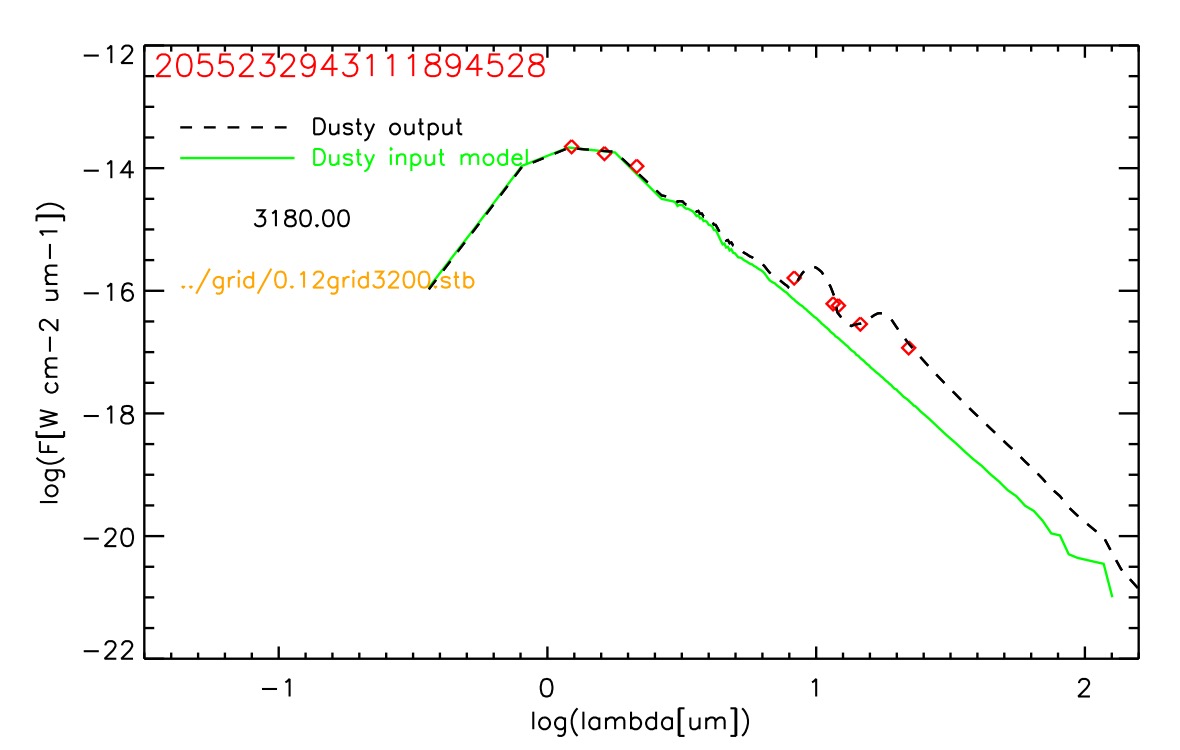 -12
2055232943111894528
Dusty output
Dusty input model
-14
3180.00
../grid/0.12grid3200.stb
-16
-18
-20
-22
log(F[W cm-2 um-1])
-1 0 1 2
log(lambda[um])